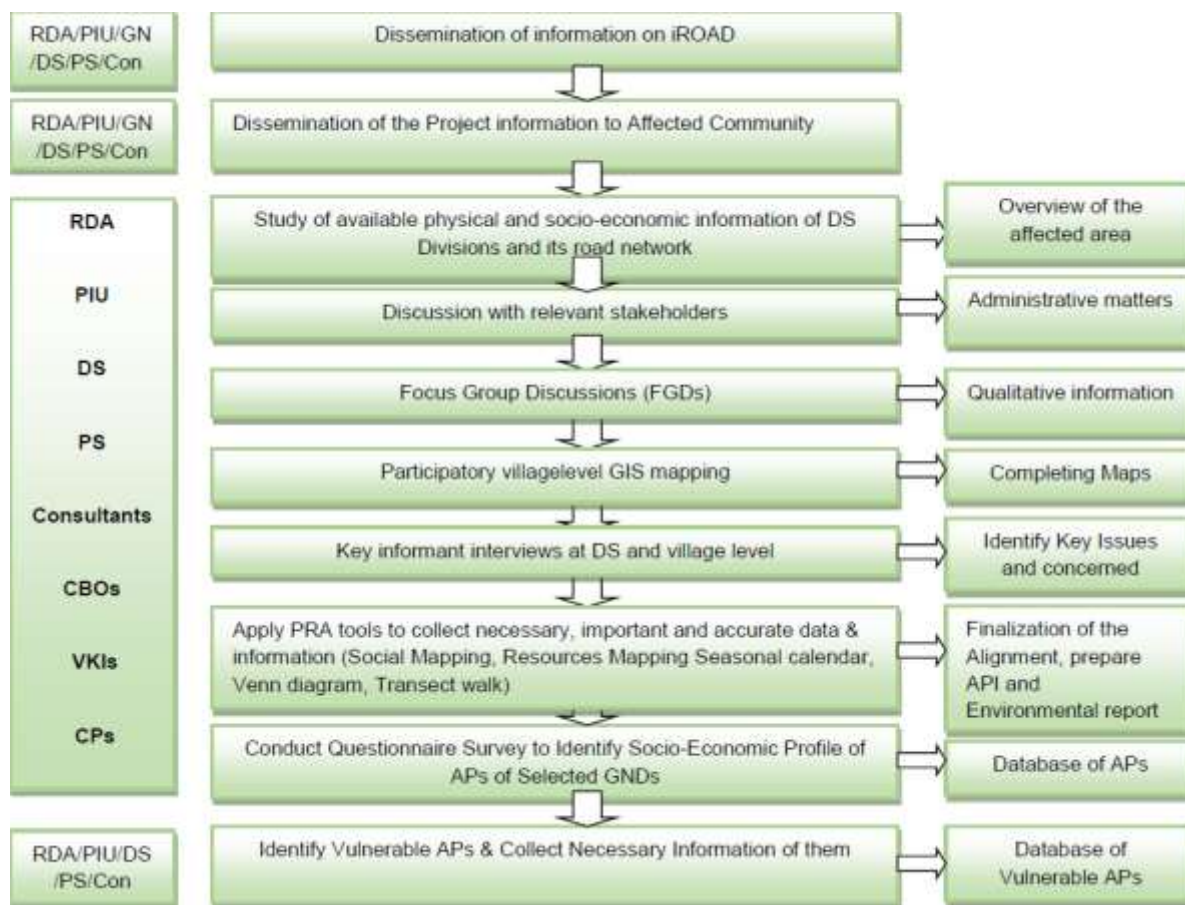 RDA/PIU/GN
/DS/PS/Con
Dissemination of information on iROAD
RDA/PIU/GN
/DS/PS/Con
Dissemination of the Project information to Affected Community
RDA
PIU
DS
PS
Consultants
CBOs
VKIs
CPs
Study of available physical and socio-economic information of DS
Divisions and its road network
Overview of the
affected area
Discussion with relevant stakeholders
Administrative matters
Focus Group Discussions (FGDs)
Qualitative information
Participatory villagelevel GIS mapping
Completing Maps
Key informant interviews at DS and village level
Identify Key Issues
and concerned
Apply PRA tools to collect necessary, important and accurate data &
information (Social Mapping, Resources Mapping Seasonal calendar,
Venn diagram, Transect walk)
Finalization of the
Alignment, prepare
API and
Environmental report
Conduct Questionnaire Survey to Identify Socio-Economic Profile of
APs of Selected GNDs
Database of APs
RDA/PIU/DS
/PS/Con
Identify Vulnerable APs & Collect Necessary Information of them
Database of
Vulnerable APs